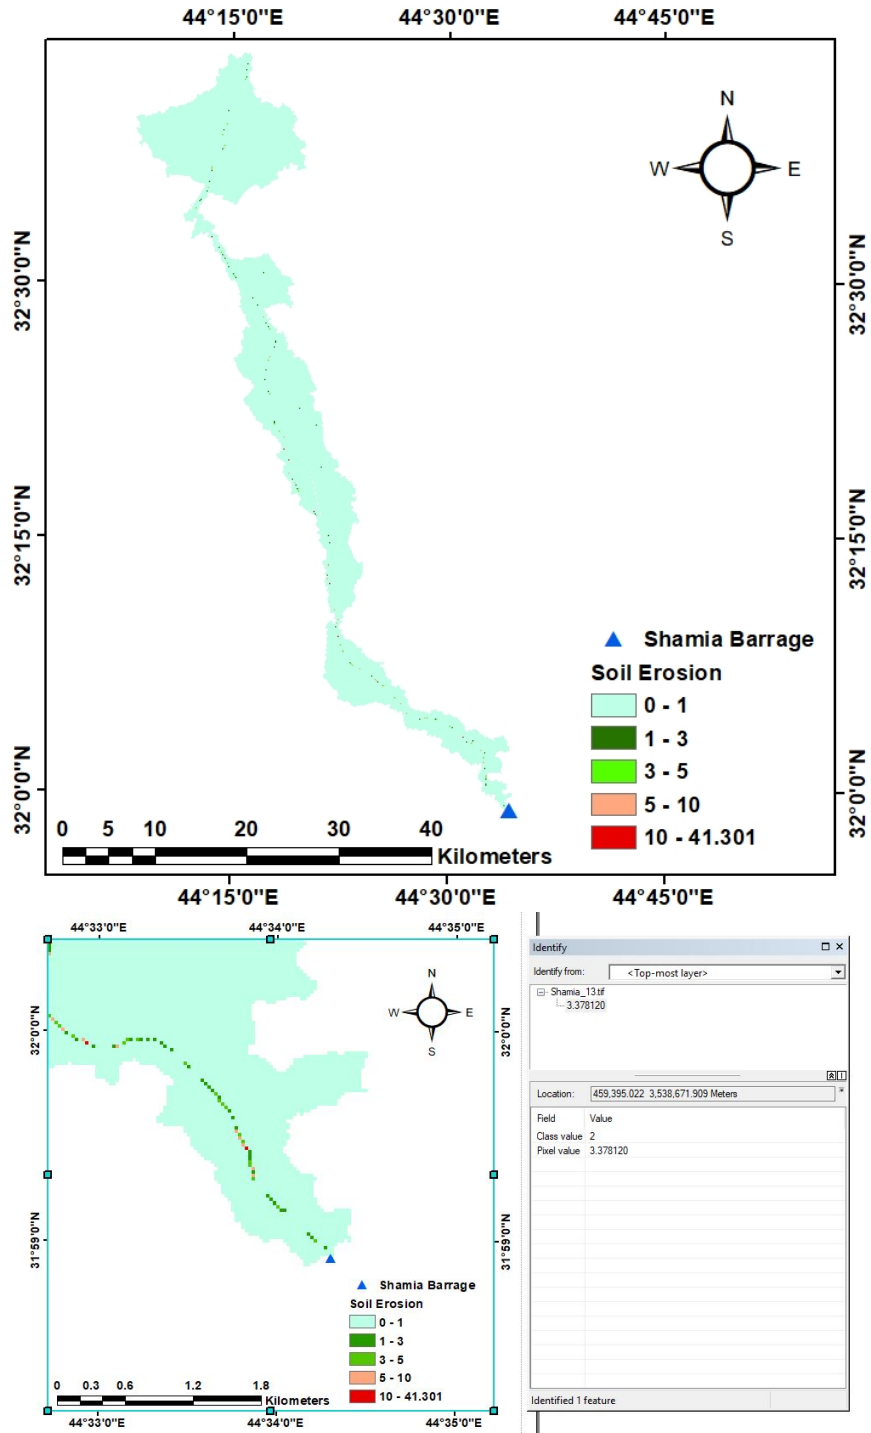 44°15'0"E 44°30'0"E 44°45'0"E
N
W E
S
32°30'0"N 32°30'0"N
32°15'0"N 32°15'0"N
32°0'0"N 32°0'0"N
Shamia Barrage
Soil Erosion
0 - 1
1 - 3
3 - 5
5 - 10
10 - 41.301
0 5 10 20 30 40
Kilometers
44°15'0"E 44°30'0"E 44°45'0"E
44°33'0"E 44°34'0"E 44°35'0"E
N
W E
S
32°0'0"N 32°0'0"N
31°59'0"N 31°59'0"N
Shamia Barrage
Soil Erosion
0 - 1
1 - 3
3 - 5
5 - 10
10 - 41.301
0 0.3 0.6 1.2 1.8
Kilometers
44°33'0"E 44°34'0"E 44°35'0"E
Identify
Identify from: <Top-most layer>
Shamia_13.tif
3.378120
Location: 459,395.022 3,538,671.909 Meters
Field Value
Class value 2
Pixel value 3.378120
Identified 1 feature